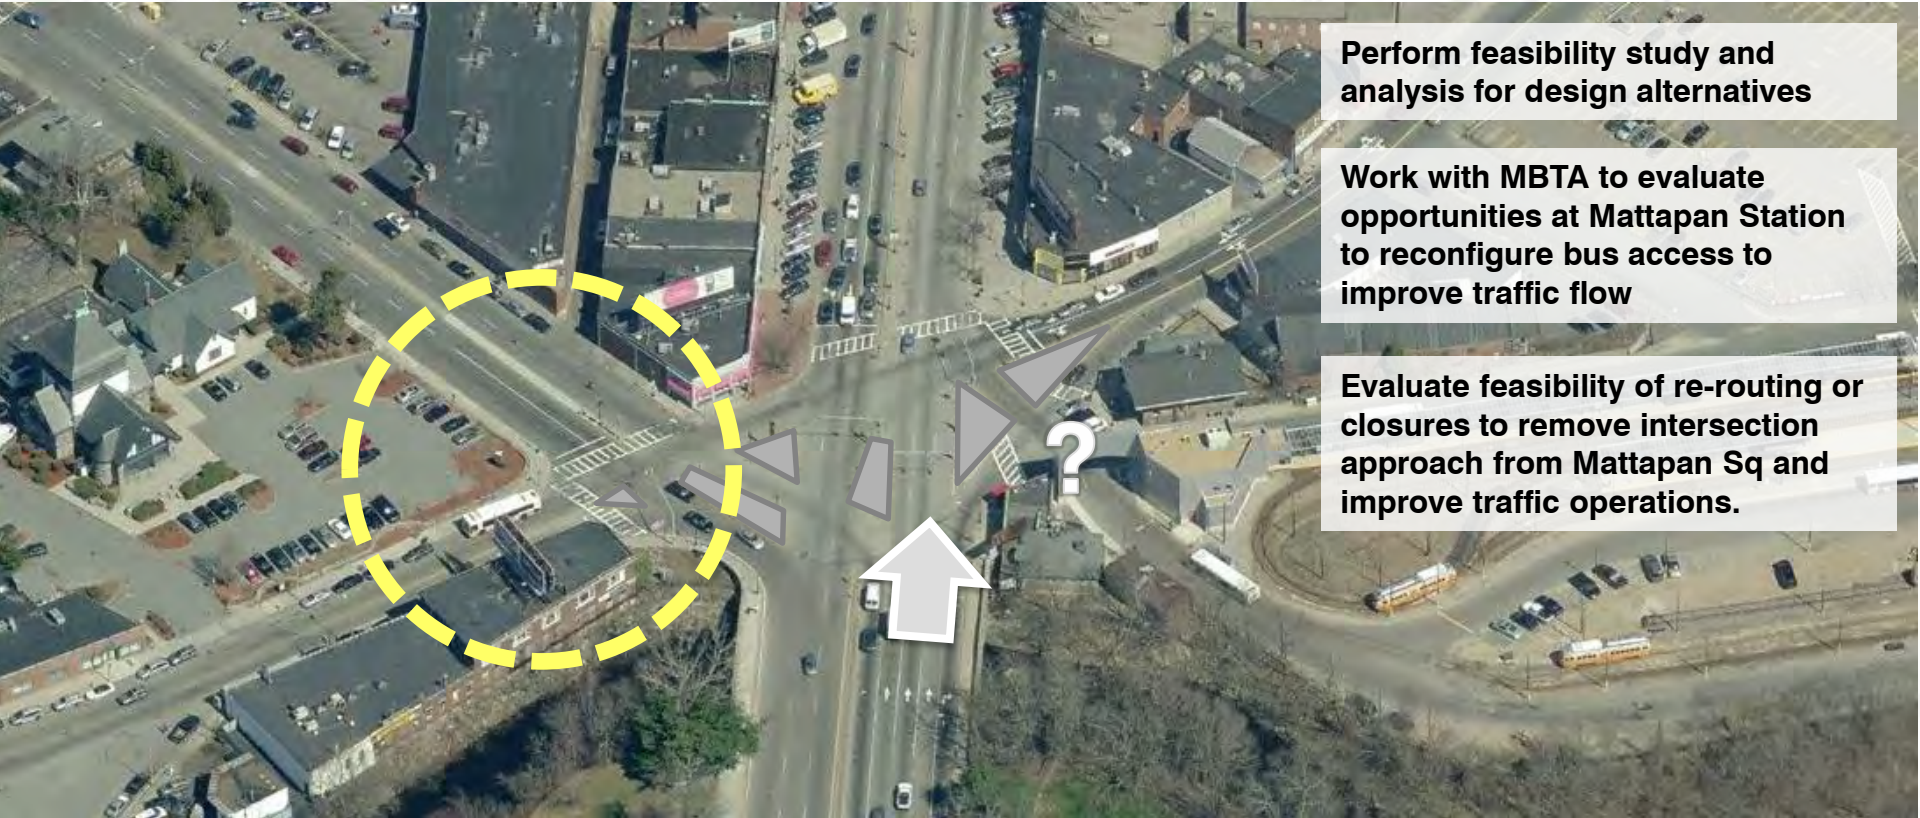 Perform feasibility study and
analysis for design alternatives
Work with MBTA to evaluate
opportunities at Mattapan Station
to reconfigure bus access to
improve traffic flow
Evaluate feasibility of re-routing or
closures to remove intersection
approach from Mattapan Sq and
improve traffic operations.
?